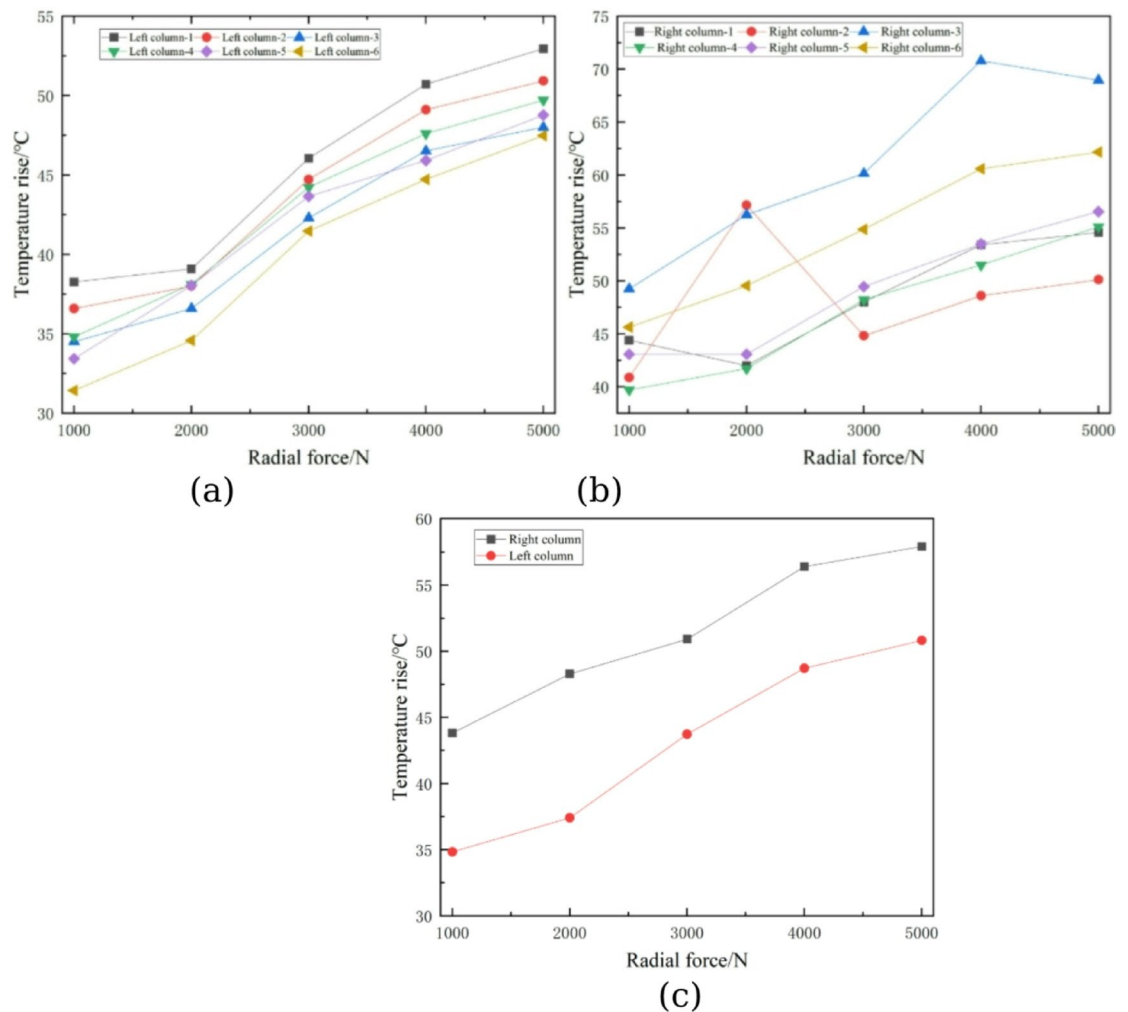 55
50
45
40
35
30
Temperature rise/°C
Left column-1 Left column-2 Left column-3
Left column-4 Left column-5 Left column-6
1000 2000 3000 4000 5000
Radial force/N
(a)
75
70
65
60
55
50
45
40
Temperature rise/°C
Right column-1 Right column-2 Right column-3
Right column-4 Right column-5 Right column-6
1000 2000 3000 4000 5000
Radial force/N
(b)
60
55
50
45
40
35
30
Temperature rise/°C
Right column
Left column
1000 2000 3000 4000 5000
Radial force/N
(c)